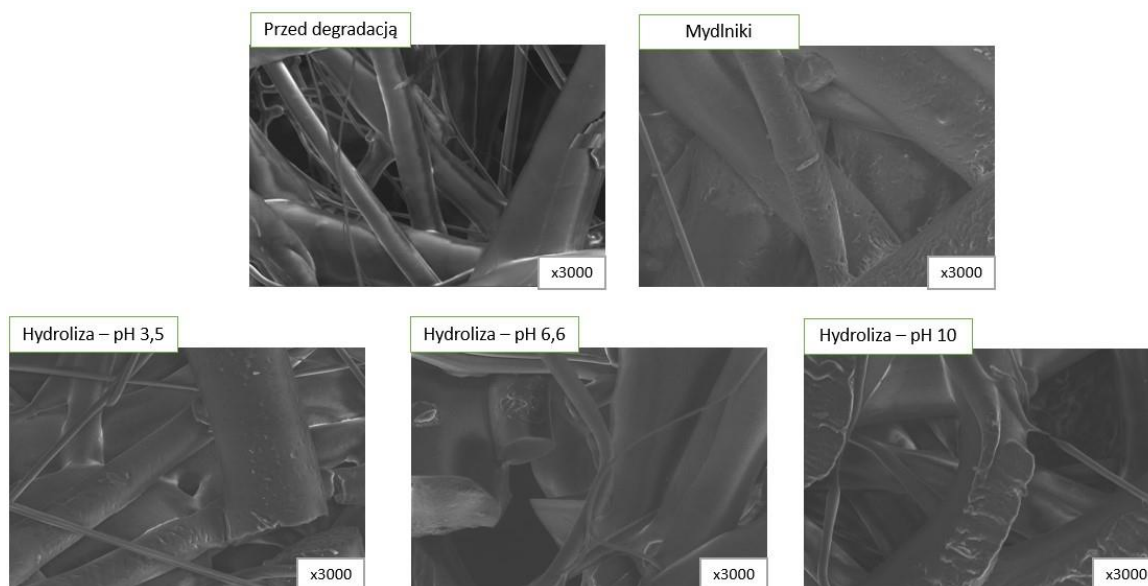 Przed degradacją
Mydlniki
x3000
x3000
Hydroliza – pH 3,5
Hydroliza – pH 6,6
Hydroliza – pH 10
x3000
x3000
x3000